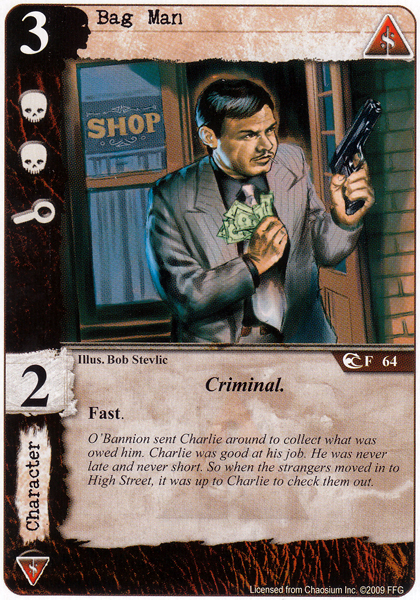 3
Bag Man
$
SHOP
Illus. Bob Stevlic
F 64
2
Criminal.
Fast.
O'Bannion sent Charlie around to collect what was
owed him. Charlie was good at his job. He was never
late and never short. So when the strangers moved in to
High Street, it was up to Charlie to check them out.
Character
$
Licensed from Chaosium Inc. ©2009 FFG